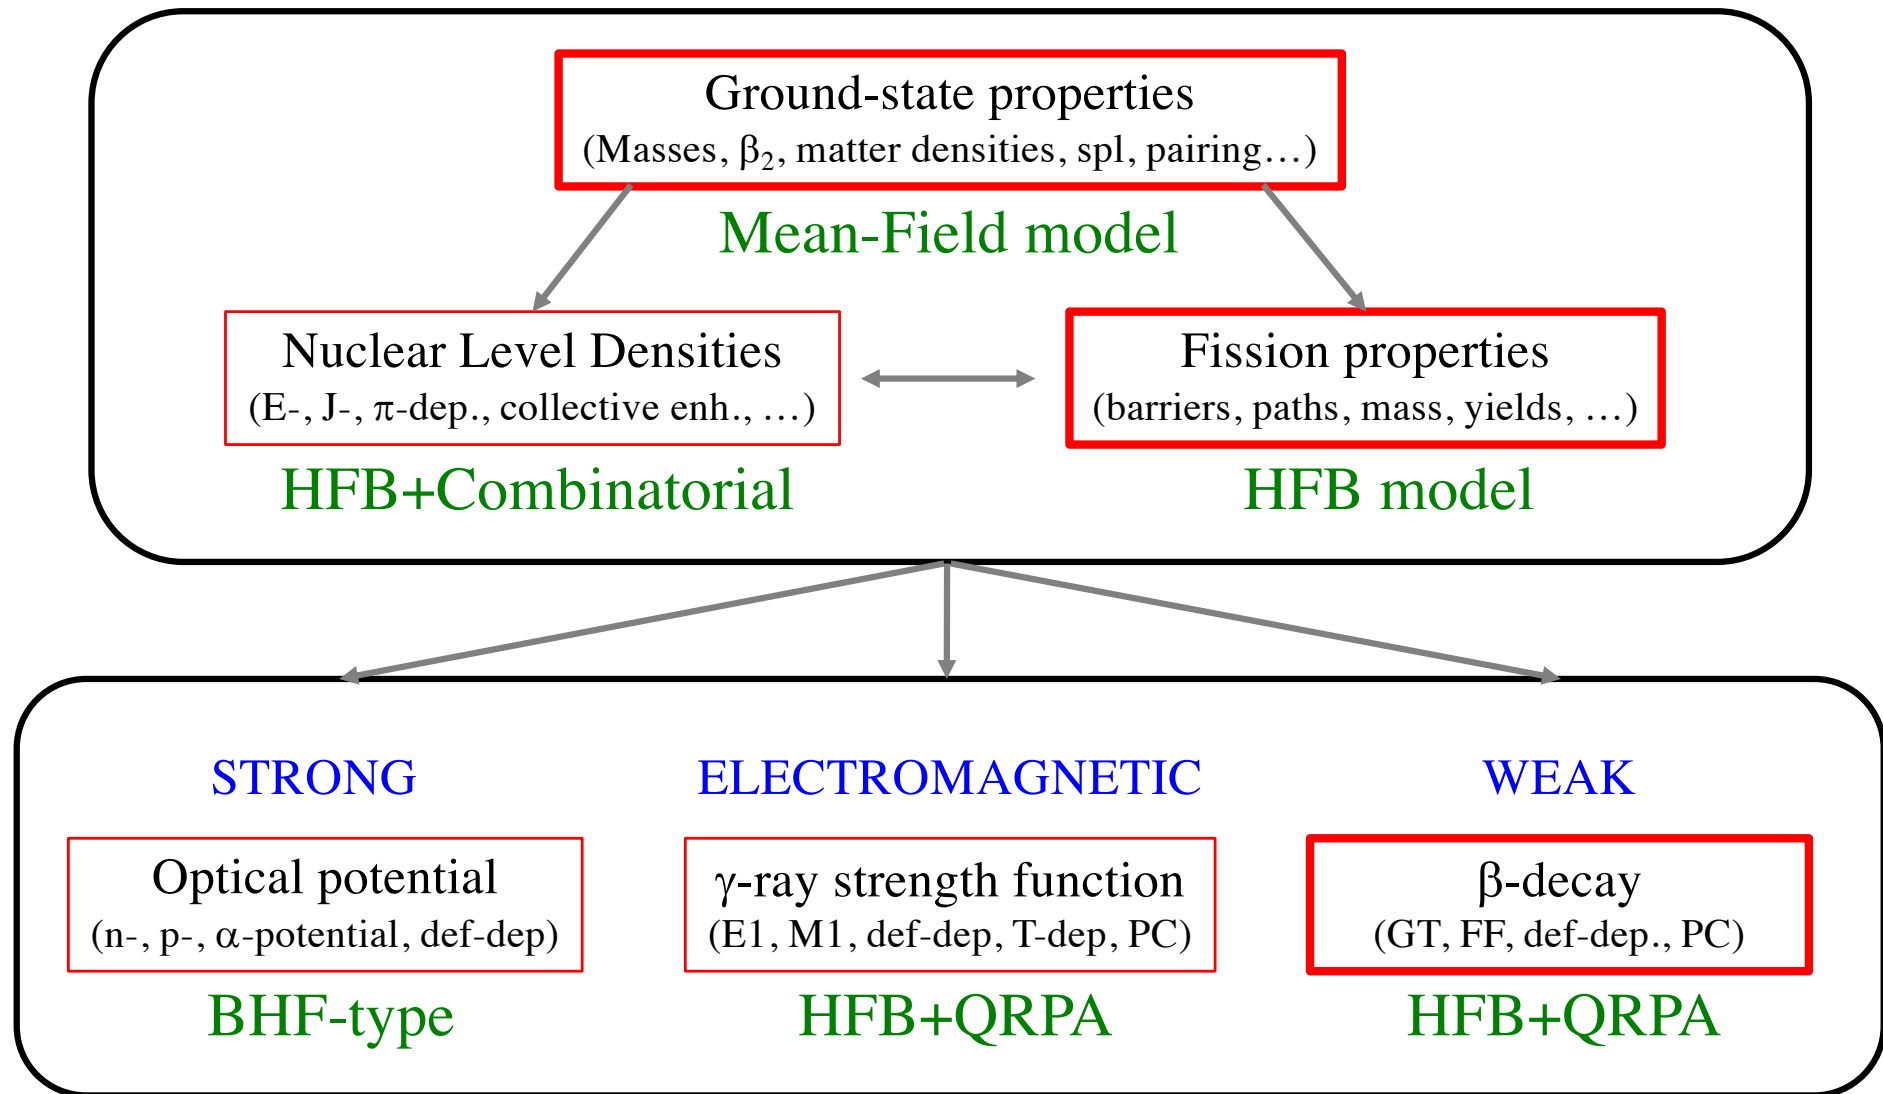 Ground-state properties
(Masses, β₂, matter densities, spl, pairing…)
Mean-Field model
Nuclear Level Densities
(E-, J-, π-dep., collective enh., …)
HFB+Combinatorial
Fission properties
(barriers, paths, mass, yields, …)
HFB model
STRONG
ELECTROMAGNETIC
WEAK
Optical potential
(n-, p-, α-potential, def-dep)
BHF-type
γ-ray strength function
(E1, M1, def-dep, T-dep, PC)
HFB+QRPA
β-decay
(GT, FF, def-dep., PC)
HFB+QRPA